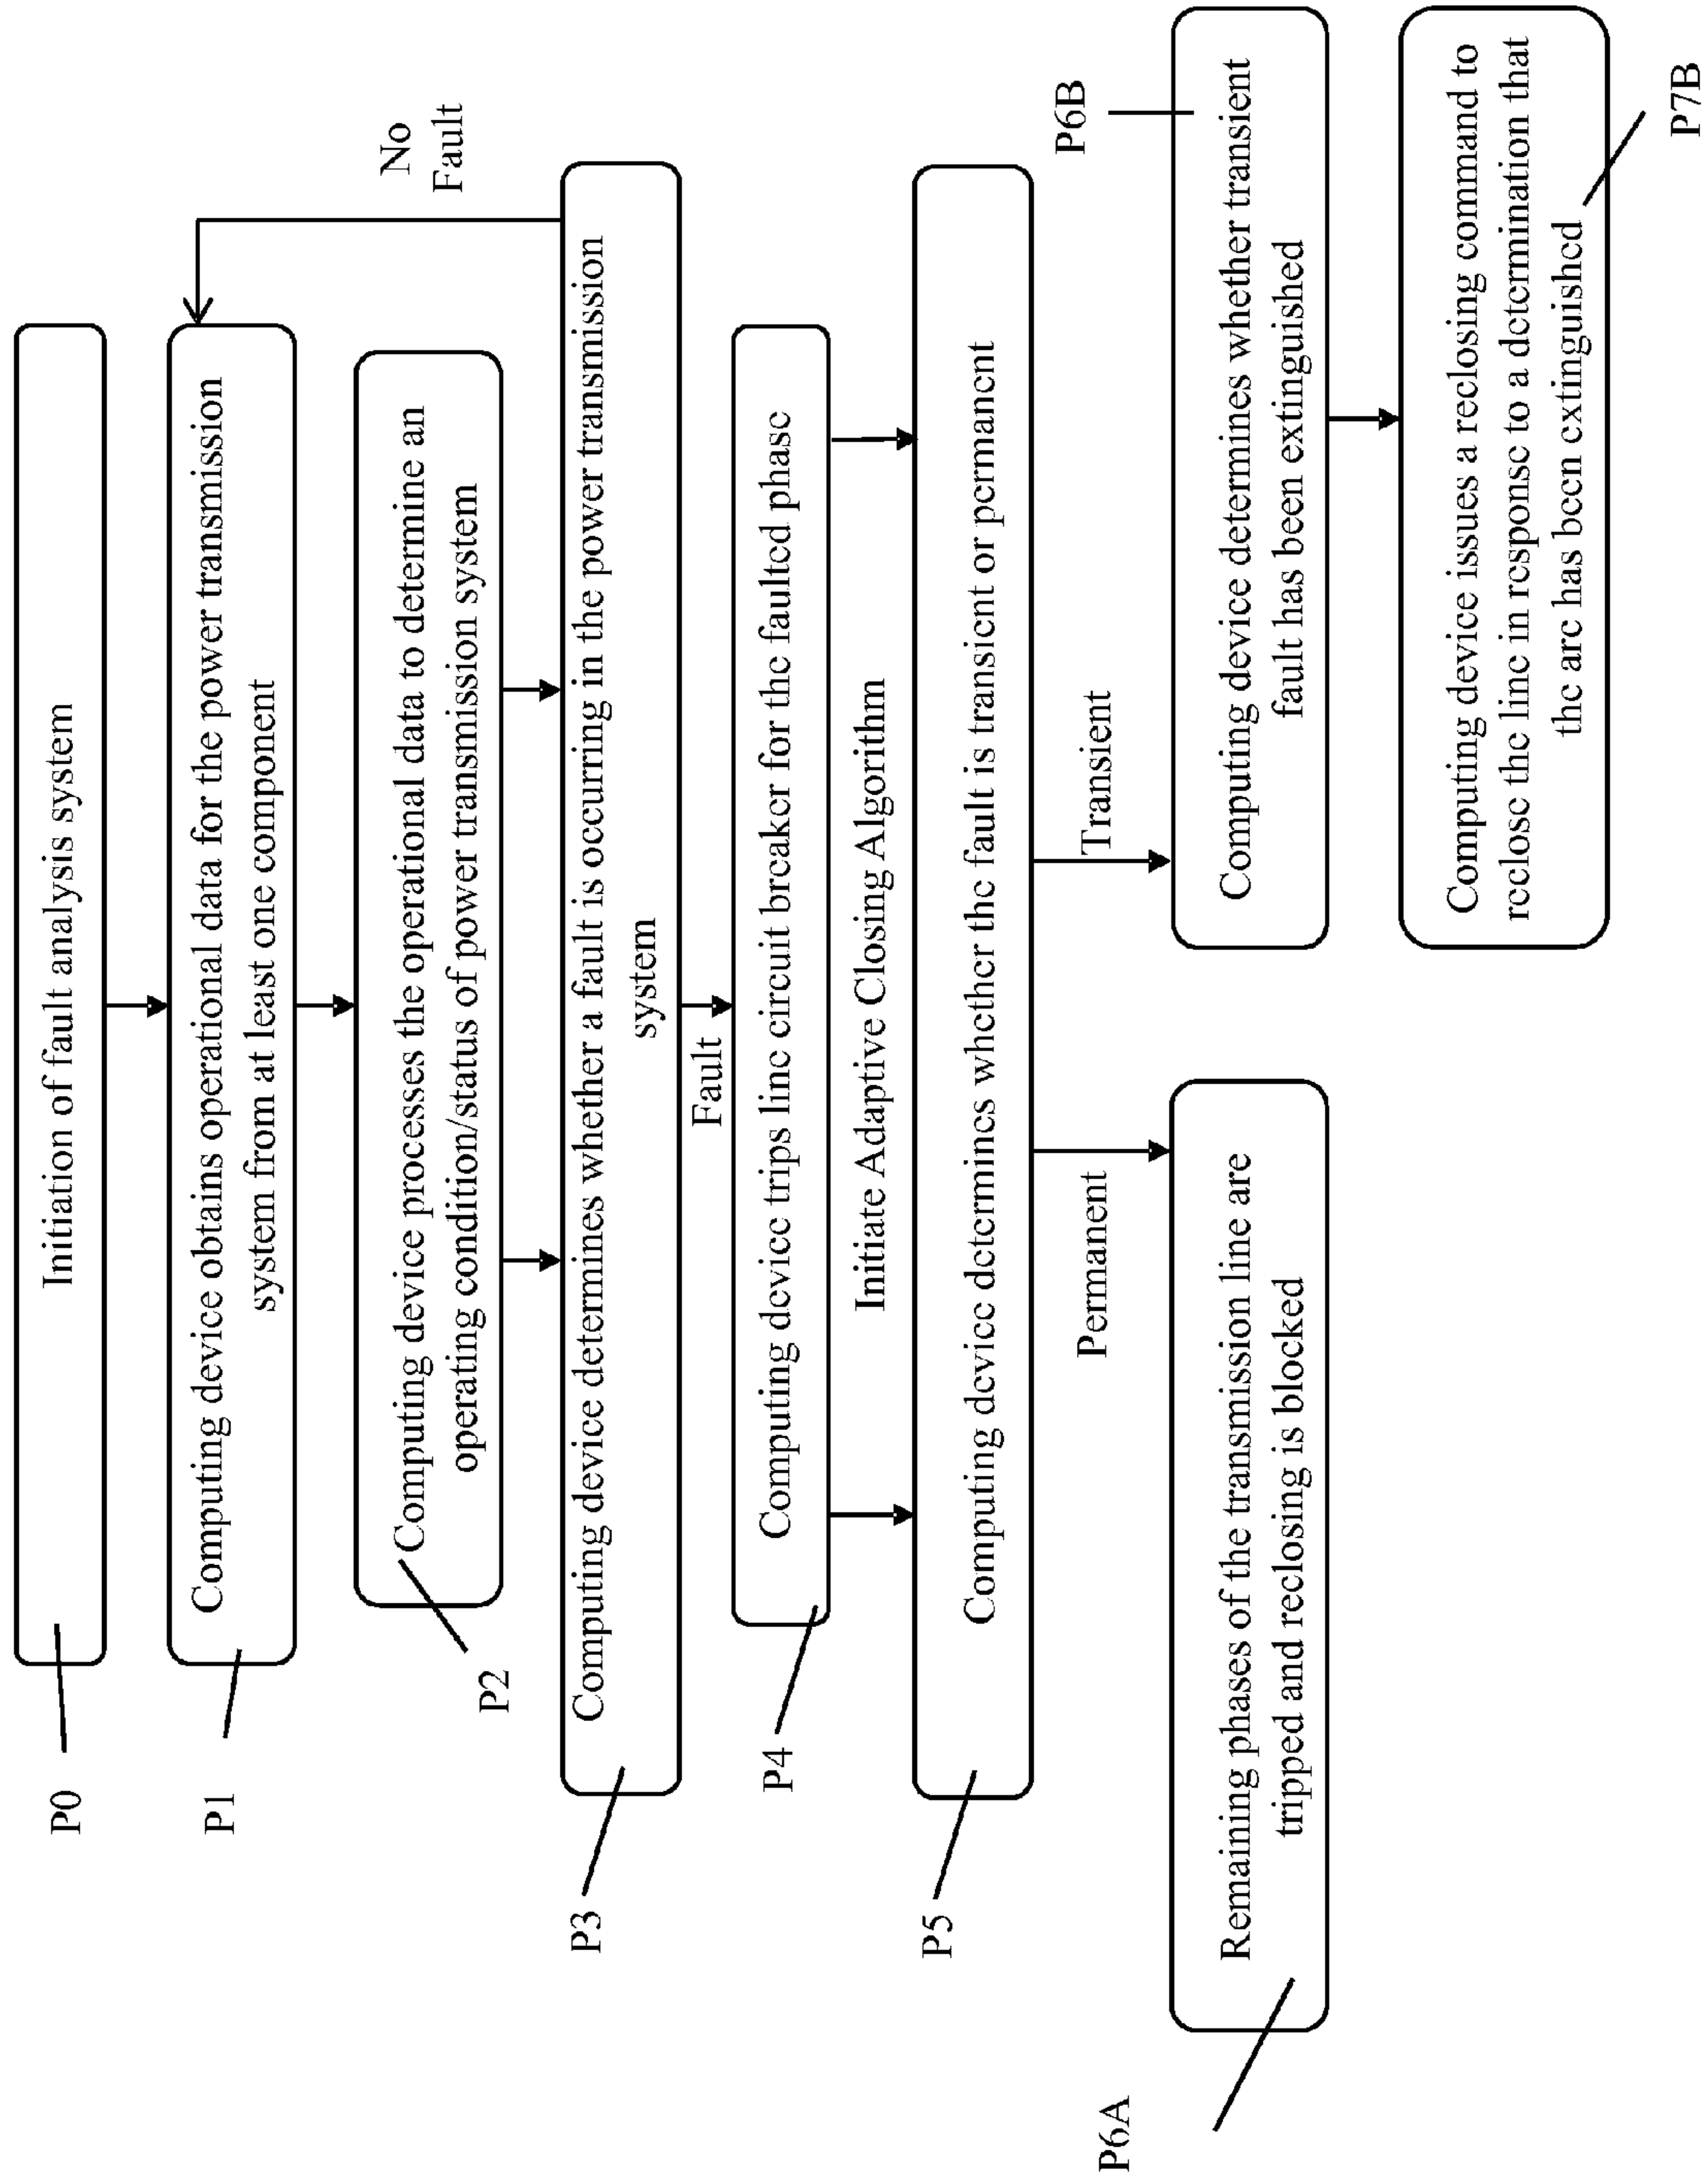 P0
Initiation of fault analysis system
P1
Computing device obtains operational data for the power transmission
system from at least one component
No
Fault
P2
Computing device processes the operational data to determine an
operating condition/status of power transmission system
P3
Computing device determines whether a fault is occurring in the power transmission
system
Fault
P4
Computing device trips line circuit breaker for the faulted phase
Initiate Adaptive Closing Algorithm
P5
Computing device determines whether the fault is transient or permanent
Permanent
Transient
P6A
Remaining phases of the transmission line are
tripped and reclosing is blocked
P6B
Computing device determines whether transient
fault has been extinguished
Computing device issues a reclosing command to
reclose the line in response to a determination that
the arc has been extinguished
P7B